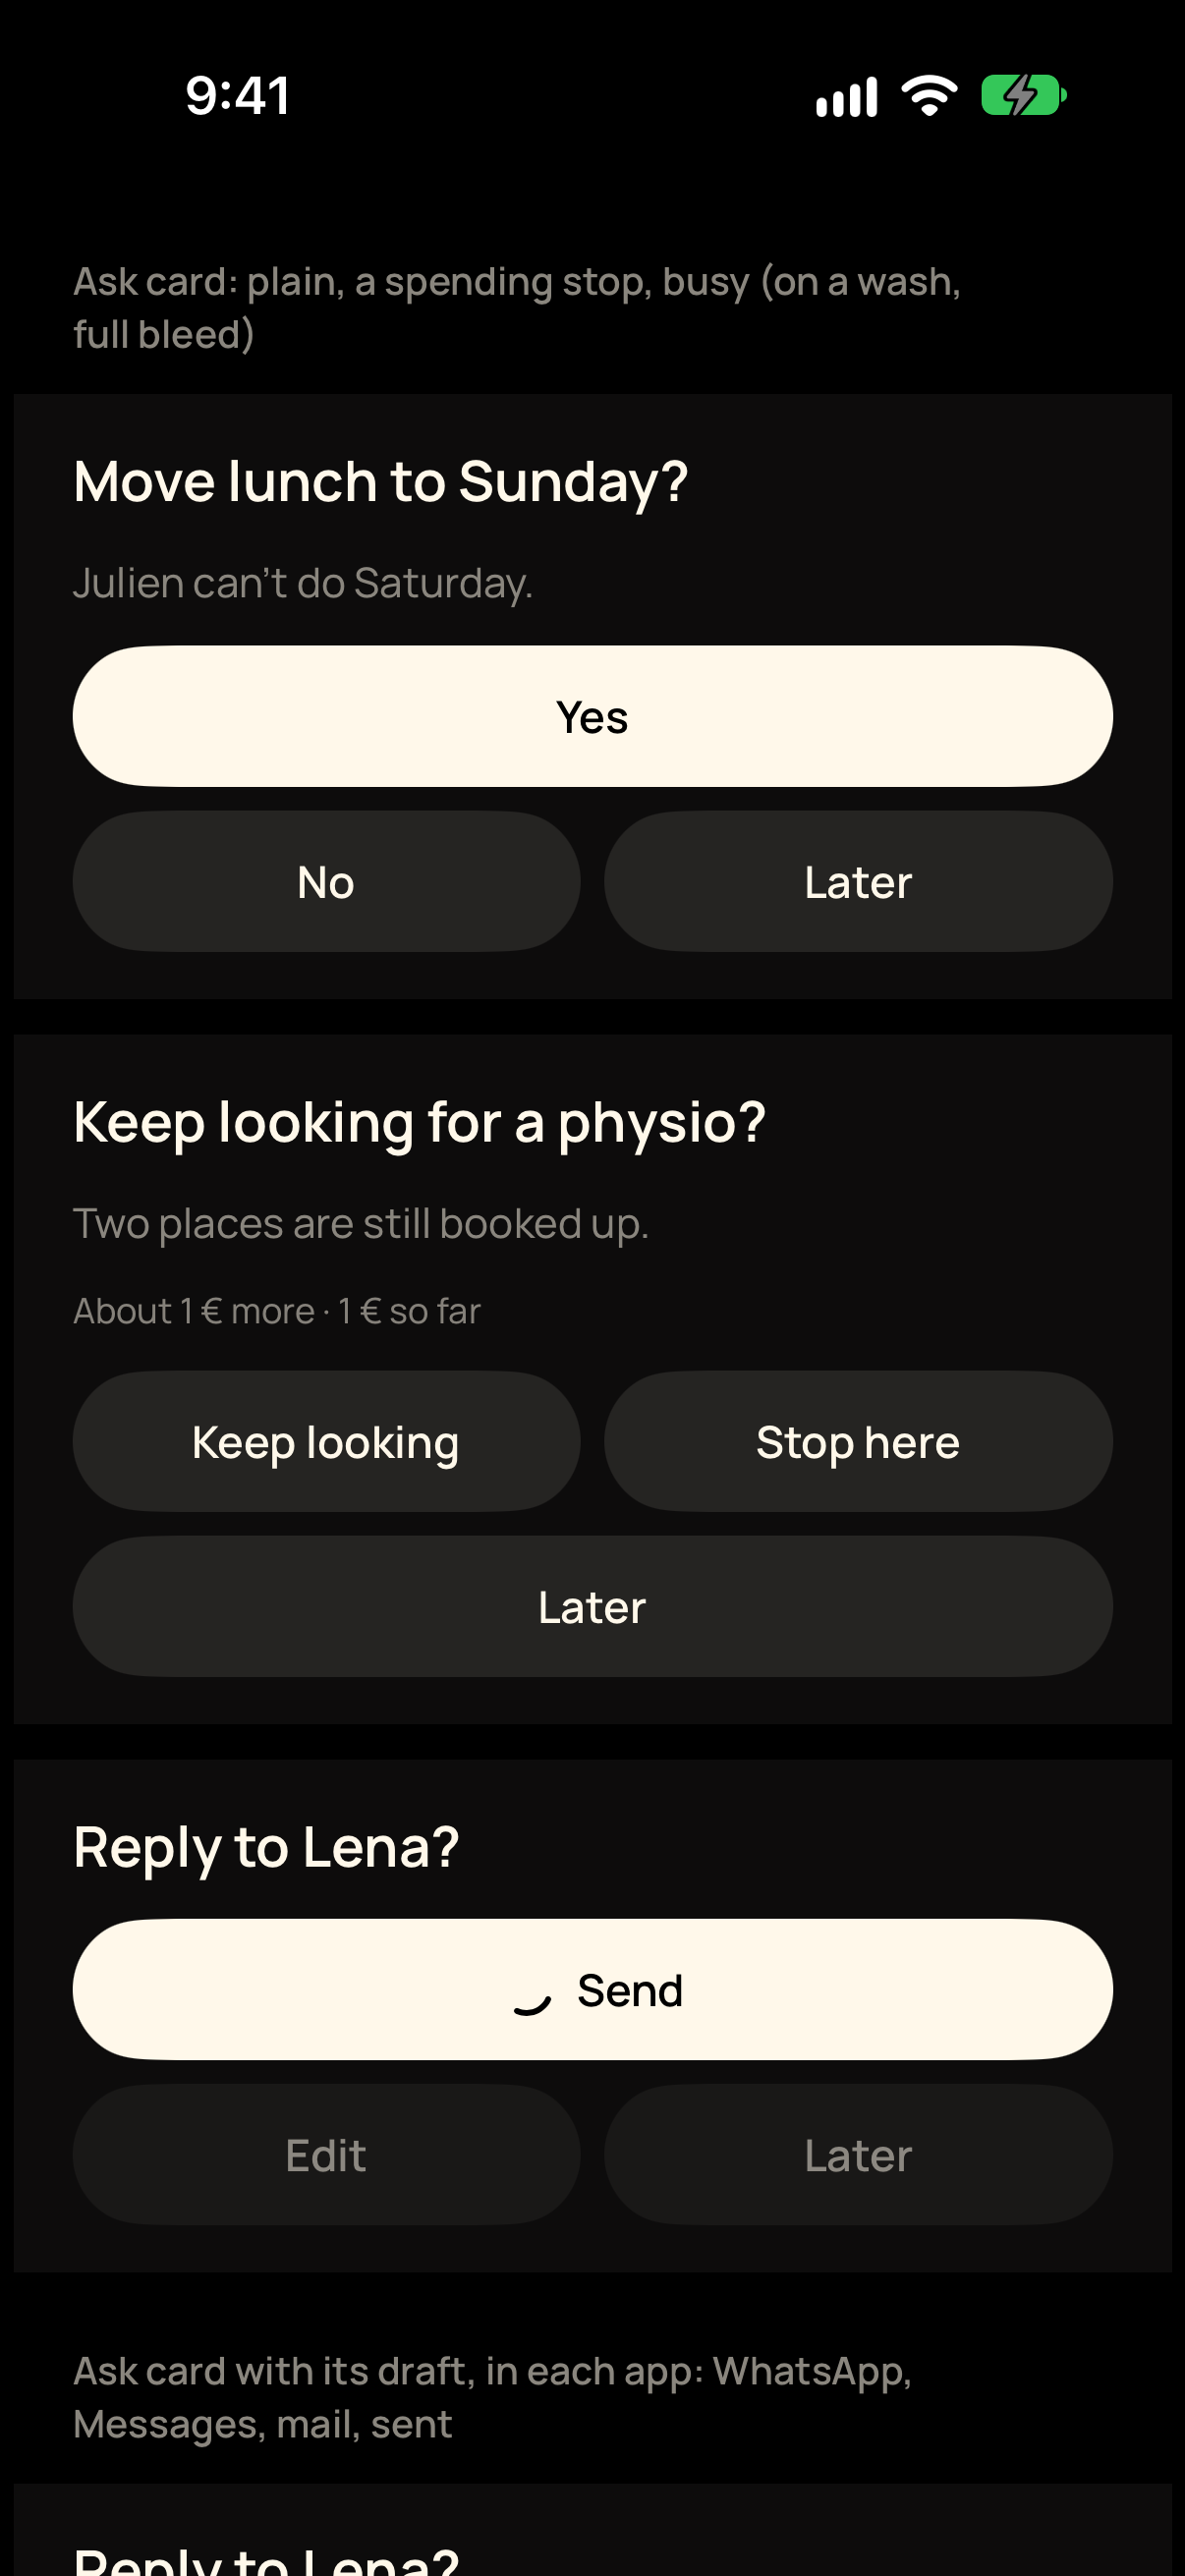 9:41
Ask card: plain, a spending stop, busy (on a wash,
full bleed)
Move lunch to Sunday?
Julien can’t do Saturday.
Yes
No
Later
Keep looking for a physio?
Two places are still booked up.
About 1 € more · 1 € so far
Keep looking
Stop here
Later
Reply to Lena?
Send
Edit
Later
Ask card with its draft, in each app: WhatsApp,
Messages, mail, sent
Reply to Lena?